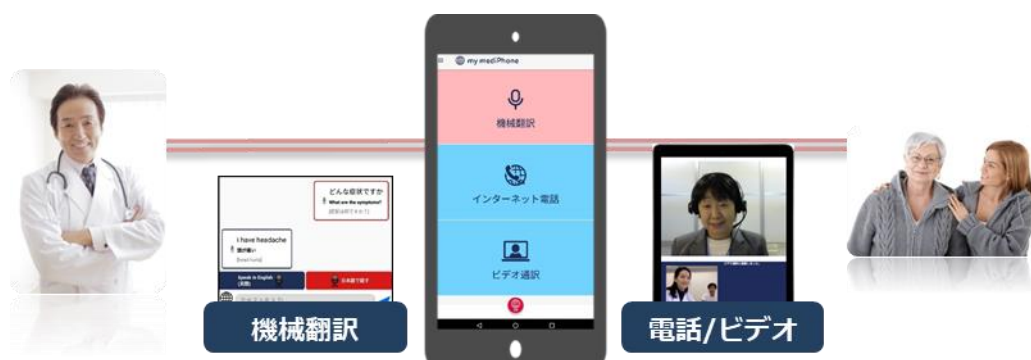 my mediPhone
機械翻訳
インターネット電話
ビデオ通訳
どんな症状ですか
What are the symptoms?
I have headache
頭が痛い
Speak in English
(英語)
日本語で話す
機械翻訳
電話/ビデオ